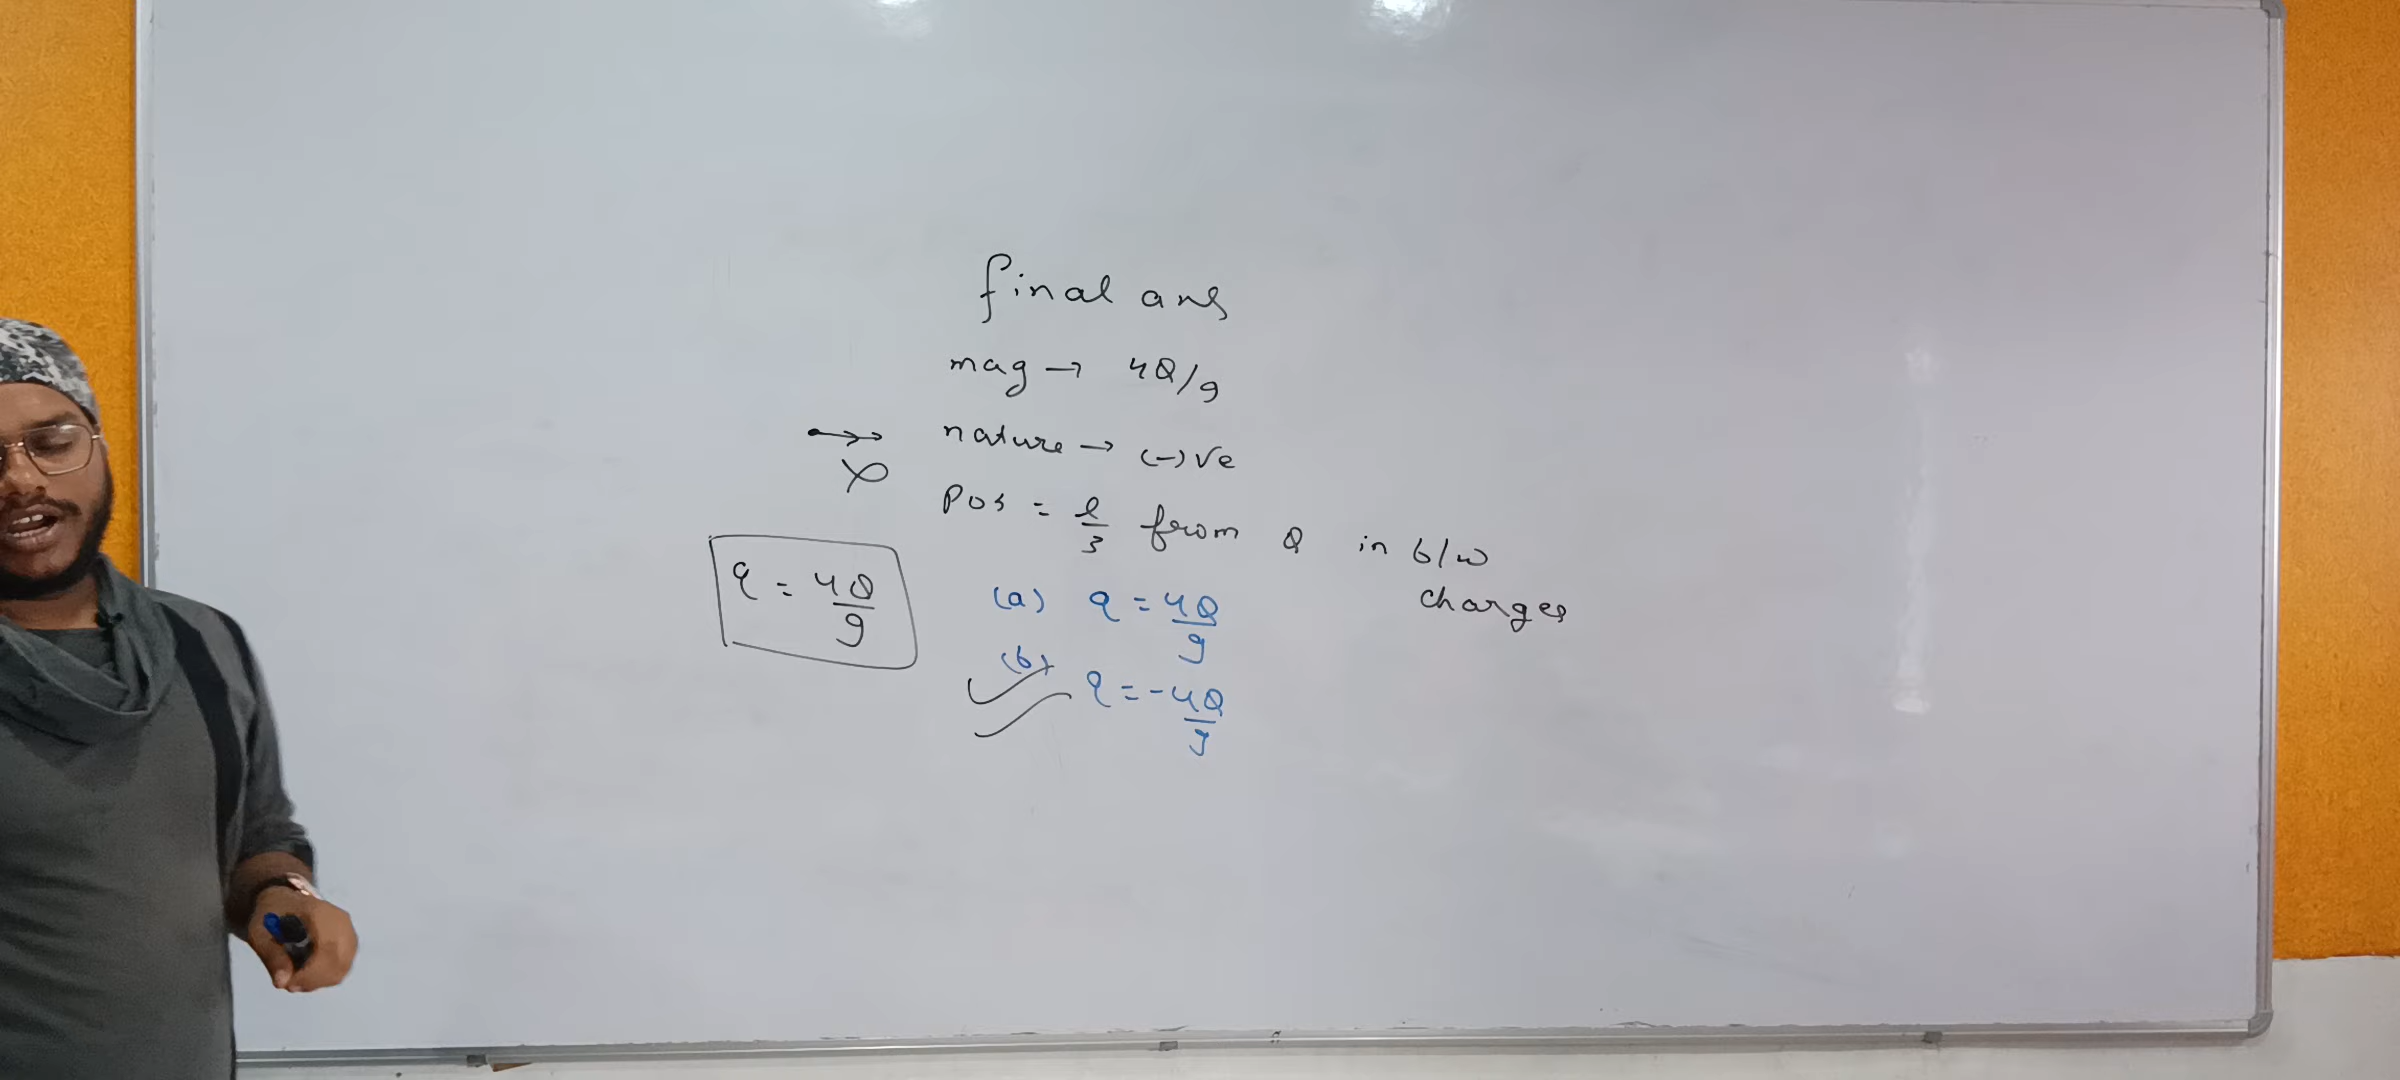 final ans
mag → 4Q/9
nature → (-)ve
Pos = l/3 from Q in b/w
charges
q = 4Q/9
(a) q = 4Q/9
(b) q = -4Q/9